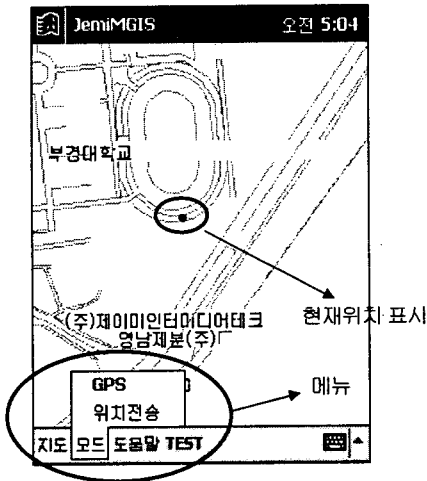 JemiMGIS 오전 5:04
부경대학교
(주)제이미인터미디어테크
영남제분(주)
현재위치 표시
GPS
위치전송
메뉴
지도 모드 도움말 TEST